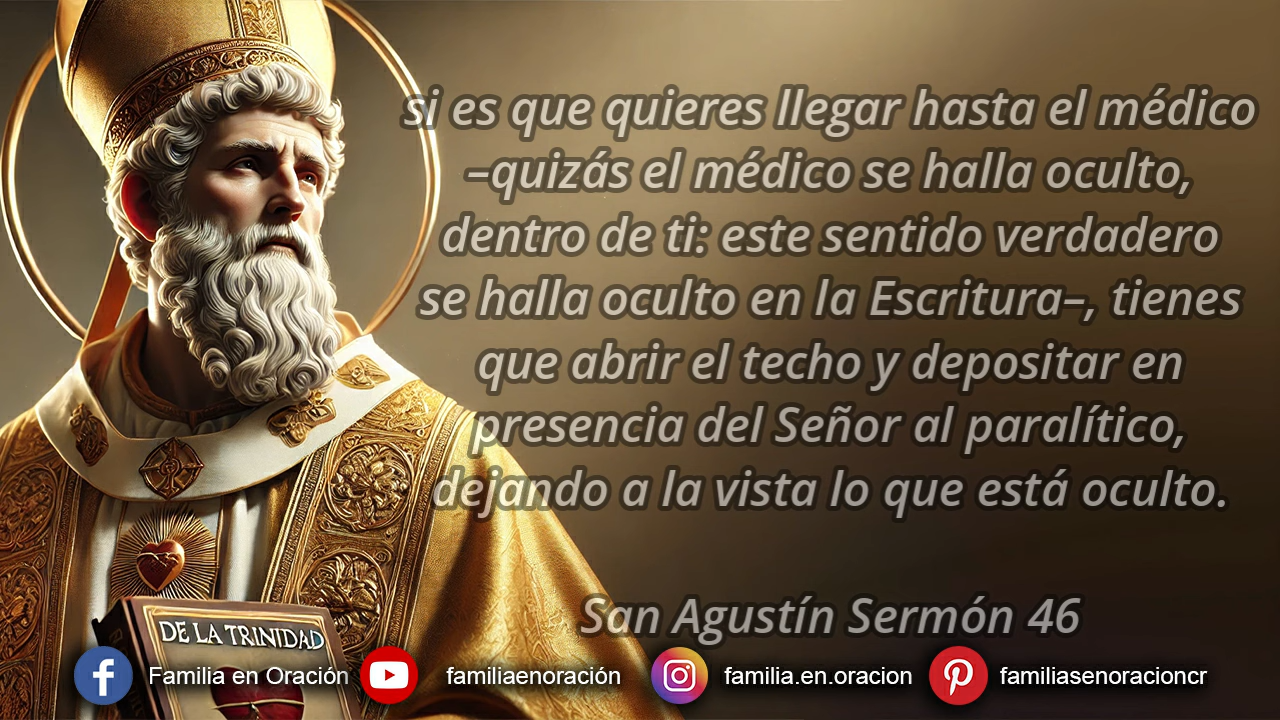 si es que quieres llegar hasta el médico
–quizás el médico se halla oculto,
dentro de ti: este sentido verdadero
se halla oculto en la Escritura–, tienes
que abrir el techo y depositar en
presencia del Señor al paralítico,
dejando a la vista lo que está oculto.
San Agustín Sermón 46
DE LA TRINIDAD
Familia en Oración
familiaenoración
familia.en.oracion
familiasenoracioncr